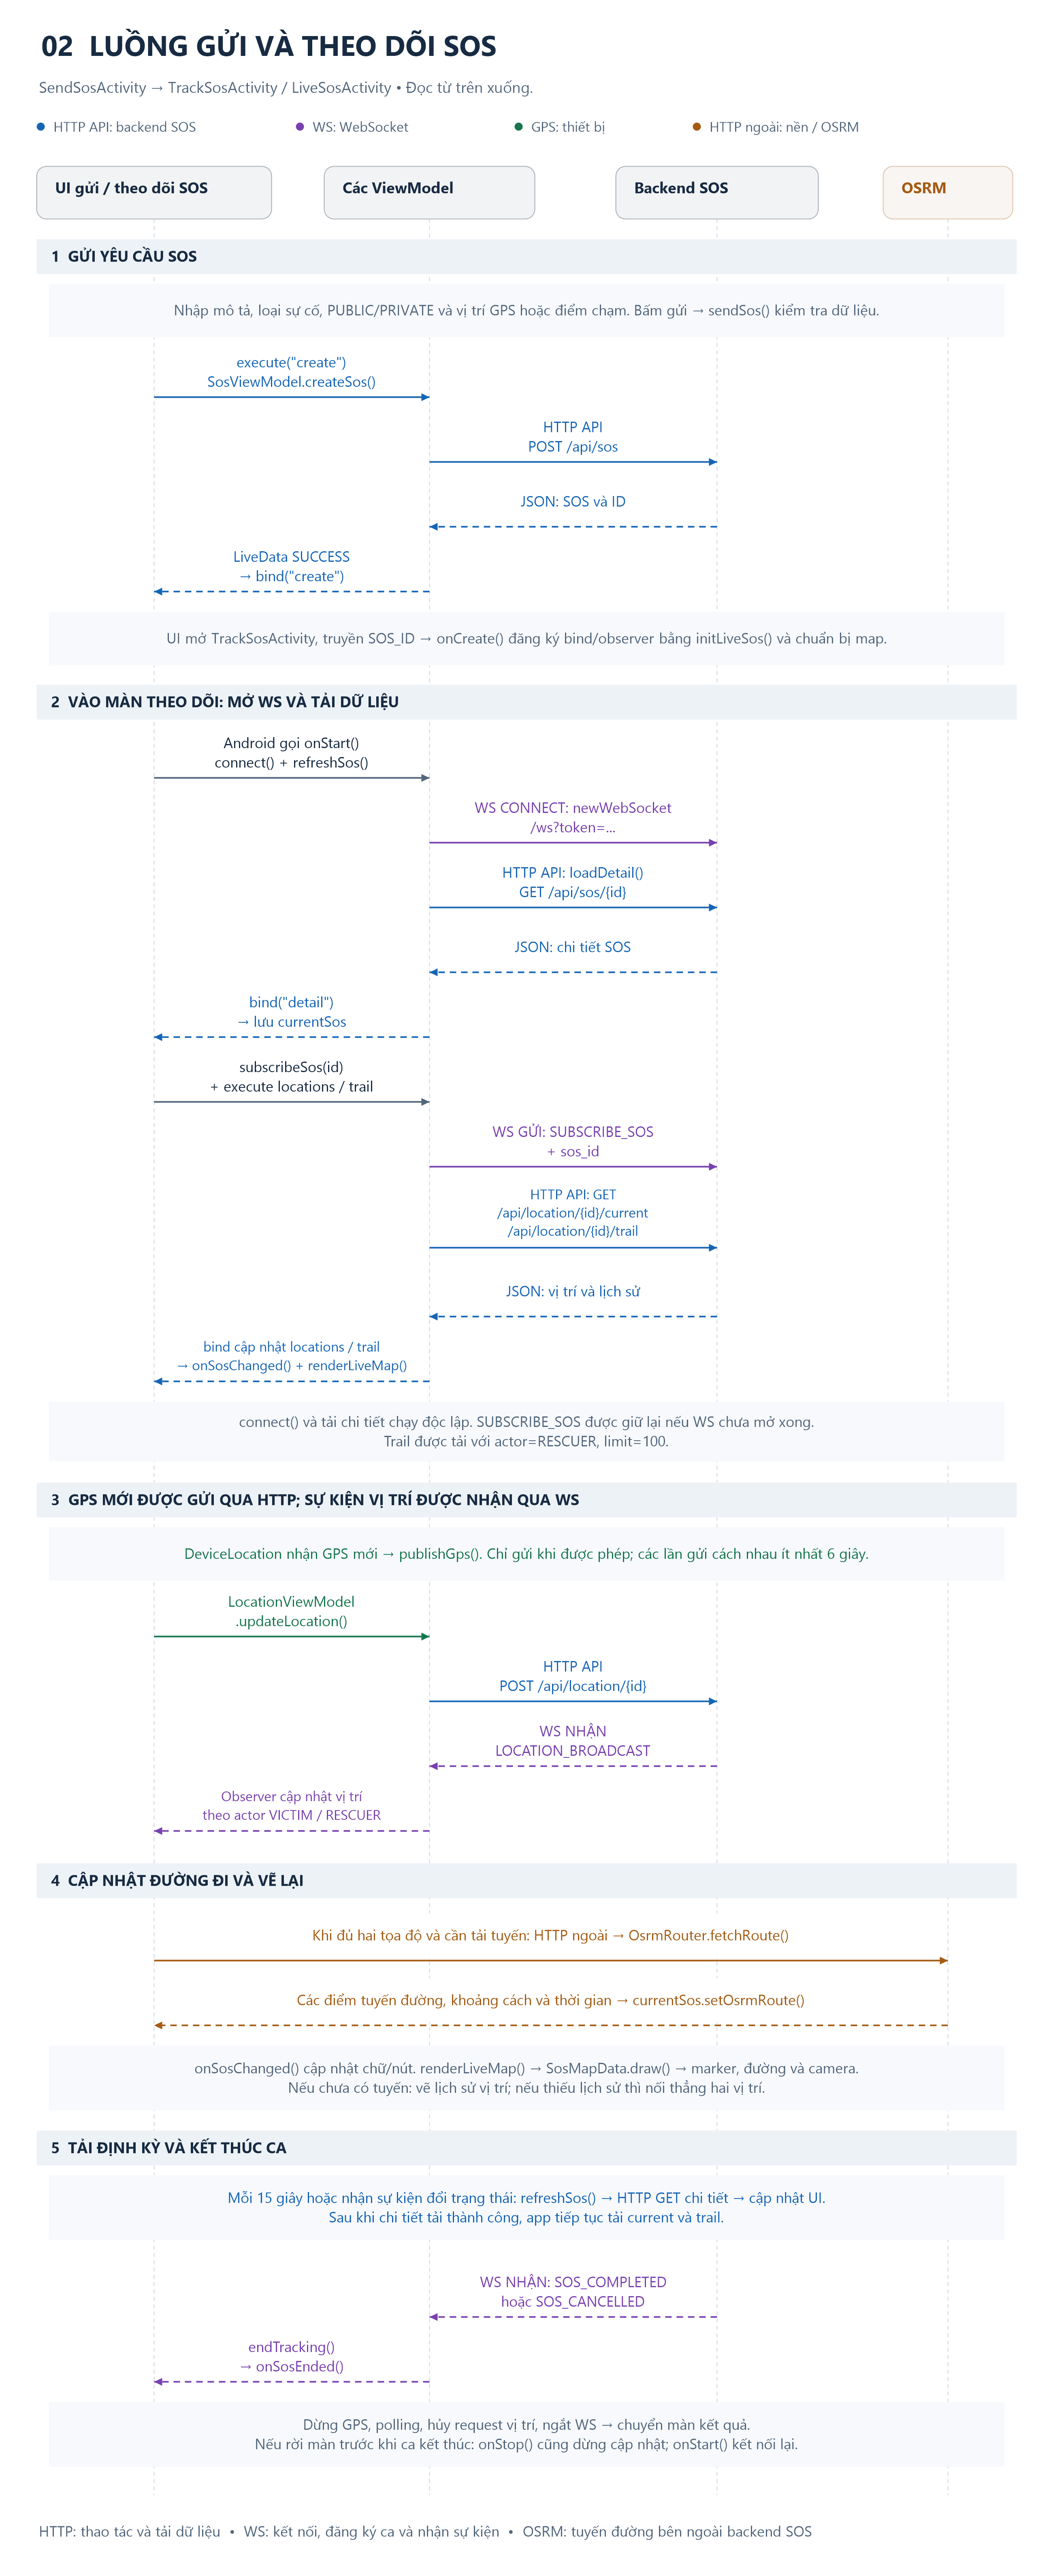 02 LUỒNG GỬI VÀ THEO DÕI SOS
SendSosActivity → TrackSosActivity / LiveSosActivity • Đọc từ trên xuống.
● HTTP API: backend SOS ● WS: WebSocket ● GPS: thiết bị ● HTTP ngoài: nền / OSRM
UI gửi / theo dõi SOS
Các ViewModel
Backend SOS
OSRM
1 GỬI YÊU CẦU SOS
Nhập mô tả, loại sự cố, PUBLIC/PRIVATE và vị trí GPS hoặc điểm chạm. Bấm gửi → sendSos() kiểm tra dữ liệu.
execute("create")
SosViewModel.createSos()
HTTP API
POST /api/sos
JSON: SOS và ID
LiveData SUCCESS
→ bind("create")
UI mở TrackSosActivity, truyền SOS_ID → onCreate() đăng ký bind/observer bằng initLiveSos() và chuẩn bị map.
2 VÀO MÀN THEO DÕI: MỞ WS VÀ TẢI DỮ LIỆU
Android gọi onStart()
connect() + refreshSos()
WS CONNECT: newWebSocket
/ws?token=...
HTTP API: loadDetail()
GET /api/sos/{id}
JSON: chi tiết SOS
bind("detail")
→ lưu currentSos
subscribeSos(id)
+ execute locations / trail
WS GỬI: SUBSCRIBE_SOS
+ sos_id
HTTP API: GET
/api/location/{id}/current
/api/location/{id}/trail
JSON: vị trí và lịch sử
bind cập nhật locations / trail
→ onSosChanged() + renderLiveMap()
connect() và tải chi tiết chạy độc lập. SUBSCRIBE_SOS được giữ lại nếu WS chưa mở xong.
Trail được tải với actor=RESCUER, limit=100.
3 GPS MỚI ĐƯỢC GỬI QUA HTTP; SỰ KIỆN VỊ TRÍ ĐƯỢC NHẬN QUA WS
DeviceLocation nhận GPS mới → publishGps(). Chỉ gửi khi được phép; các lần gửi cách nhau ít nhất 6 giây.
LocationViewModel
.updateLocation()
HTTP API
POST /api/location/{id}
WS NHẬN
LOCATION_BROADCAST
Observer cập nhật vị trí
theo actor VICTIM / RESCUER
4 CẬP NHẬT ĐƯỜNG ĐI VÀ VẼ LẠI
Khi đủ hai tọa độ và cần tải tuyến: HTTP ngoài → OsrmRouter.fetchRoute()
Các điểm tuyến đường, khoảng cách và thời gian → currentSos.setOsrmRoute()
onSosChanged() cập nhật chữ/nút. renderLiveMap() → SosMapData.draw() → marker, đường và camera.
Nếu chưa có tuyến: vẽ lịch sử vị trí; nếu thiếu lịch sử thì nối thẳng hai vị trí.
5 TẢI ĐỊNH KỲ VÀ KẾT THÚC CA
Mỗi 15 giây hoặc nhận sự kiện đổi trạng thái: refreshSos() → HTTP GET chi tiết → cập nhật UI.
Sau khi chi tiết tải thành công, app tiếp tục tải current và trail.
WS NHẬN: SOS_COMPLETED
hoặc SOS_CANCELLED
endTracking()
→ onSosEnded()
Dừng GPS, polling, hủy request vị trí, ngắt WS → chuyển màn kết quả.
Nếu rời màn trước khi ca kết thúc: onStop() cũng dừng cập nhật; onStart() kết nối lại.
HTTP: thao tác và tải dữ liệu • WS: kết nối, đăng ký ca và nhận sự kiện • OSRM: tuyến đường bên ngoài backend SOS